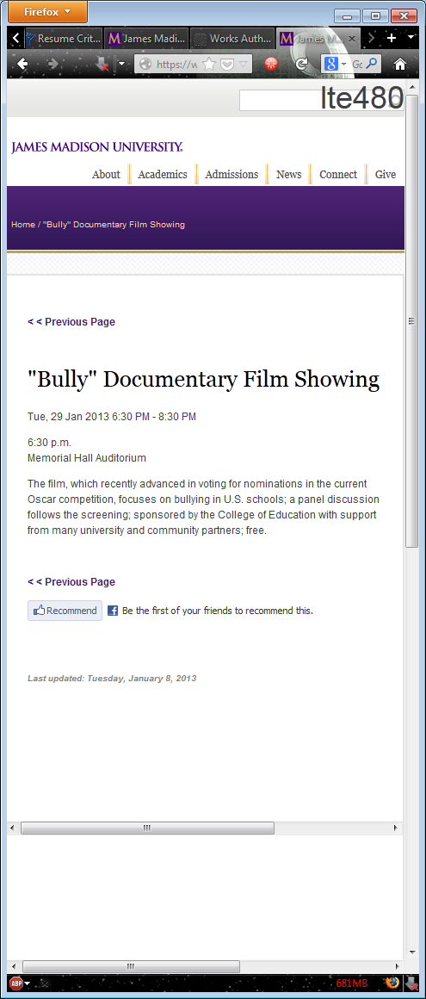 Firefox
Resume Crit...
James Madi...
Works Auth...
James M...
https://w
lte480
JAMES MADISON UNIVERSITY.
About
Academics
Admissions
News
Connect
Give
Home / "Bully" Documentary Film Showing
< < Previous Page
"Bully" Documentary Film Showing
Tue, 29 Jan 2013 6:30 PM - 8:30 PM
6:30 p.m.
Memorial Hall Auditorium
The film, which recently advanced in voting for nominations in the current
Oscar competition, focuses on bullying in U.S. schools; a panel discussion
follows the screening; sponsored by the College of Education with support
from many university and community partners; free.
< < Previous Page
Recommend
Be the first of your friends to recommend this.
Last updated: Tuesday, January 8, 2013
ABP
681MB